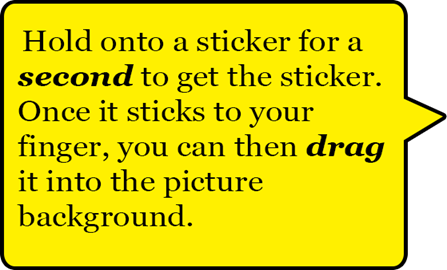 Hold onto a sticker for a
second to get the sticker.
Once it sticks to your
finger, you can then drag
it into the picture
background.